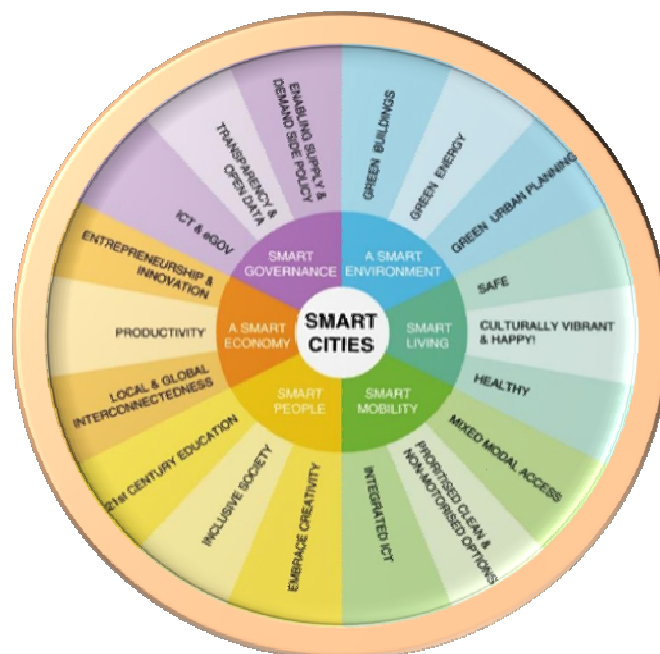 SMART
CITIES
A SMART
ENVIRONMENT
GREEN BUILDINGS
GREEN ENERGY
GREEN URBAN PLANNING
SMART
LIVING
SAFE
CULTURALLY VIBRANT
& HAPPY!
HEALTHY
SMART
MOBILITY
MIXED MODAL ACCESS
PRIORITISED CLEAN &
NON-MOTORISED OPTIONS
INTEGRATED ICT
SMART
PEOPLE
EMBRACE CREATIVITY
INCLUSIVE SOCIETY
21st CENTURY EDUCATION
A SMART
ECONOMY
LOCAL & GLOBAL
INTERCONNECTEDNESS
PRODUCTIVITY
ENTREPRENEURSHIP &
INNOVATION
SMART
GOVERNANCE
ICT & eGOV
TRANSPARENCY &
OPEN DATA
ENABLING SUPPLY &
DEMAND SIDE POLICY